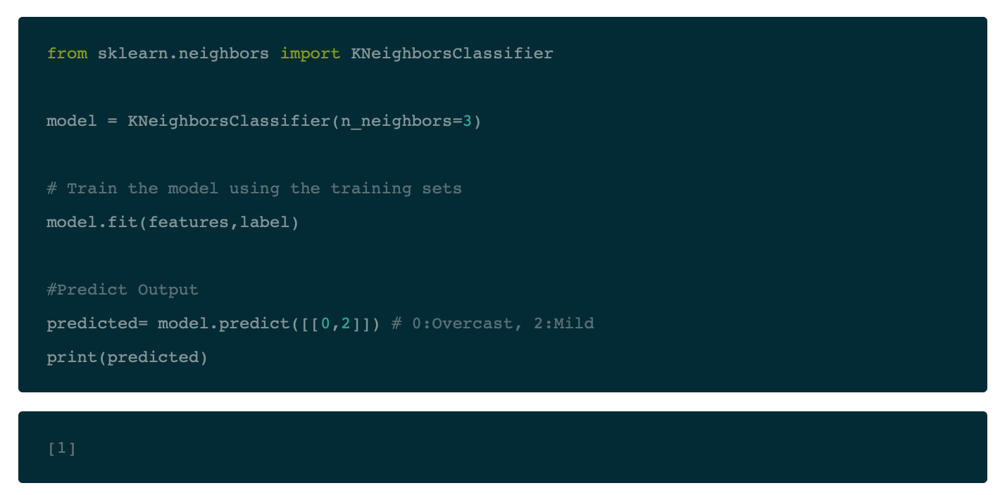 from sklearn.neighbors import KNeighborsClassifier
model = KNeighborsClassifier(n_neighbors=3)
# Train the model using the training sets
model.fit(features,label)
#Predict Output
predicted= model.predict([[0,2]]) # 0:Overcast, 2:Mild
print(predicted)
[1]